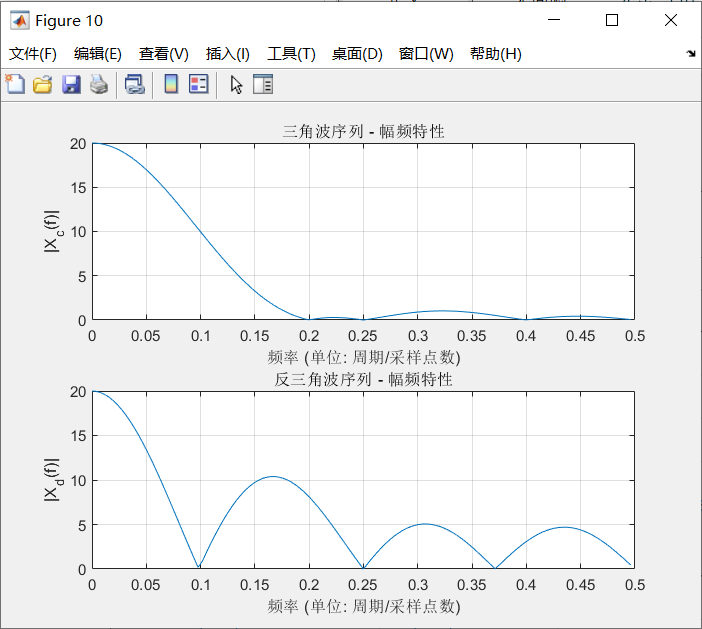 Figure 10
文件(F) 编辑(E) 查看(V) 插入(I) 工具(T) 桌面(D) 窗口(W) 帮助(H)
三角波序列 - 幅频特性
20
15
10
5
0
|X_c(f)|
0 0.05 0.1 0.15 0.2 0.25 0.3 0.35 0.4 0.45 0.5
频率 (单位: 周期/采样点数)
反三角波序列 - 幅频特性
20
15
10
5
0
|X_d(f)|
0 0.05 0.1 0.15 0.2 0.25 0.3 0.35 0.4 0.45 0.5
频率 (单位: 周期/采样点数)